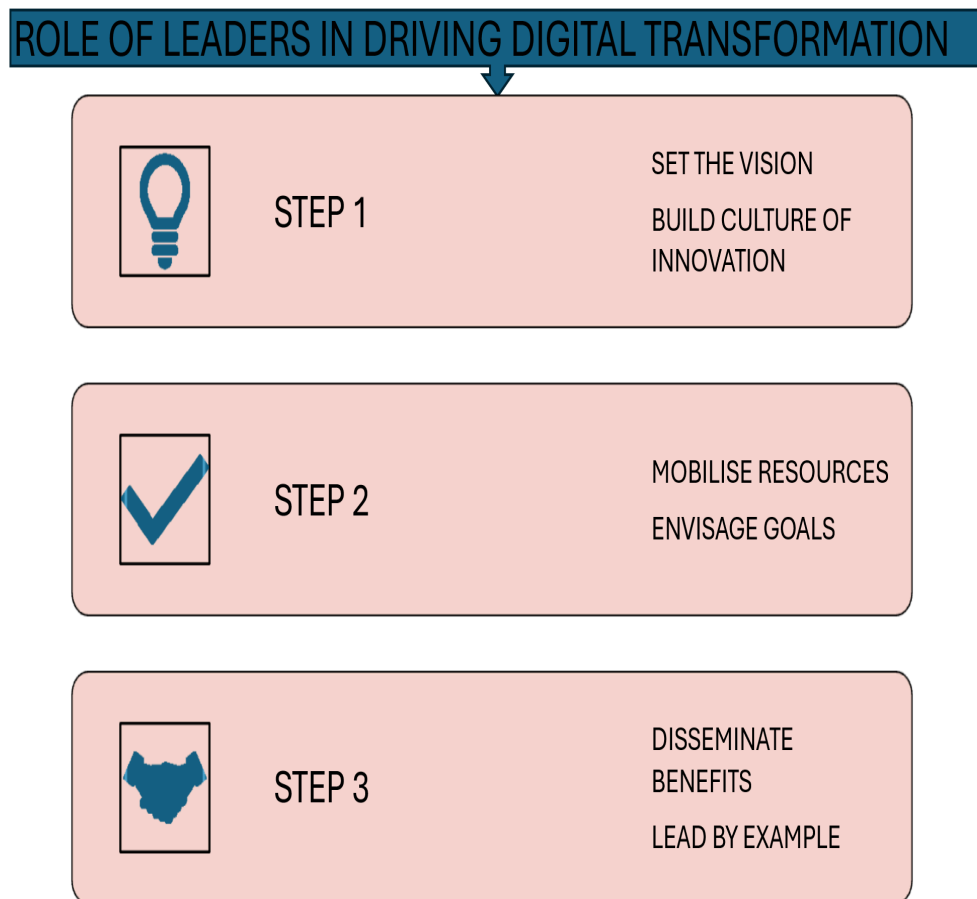 ROLE OF LEADERS IN DRIVING DIGITAL TRANSFORMATION
STEP 1
SET THE VISION
BUILD CULTURE OF
INNOVATION
STEP 2
MOBILISE RESOURCES
ENVISAGE GOALS
STEP 3
DISSEMINATE
BENEFITS
LEAD BY EXAMPLE